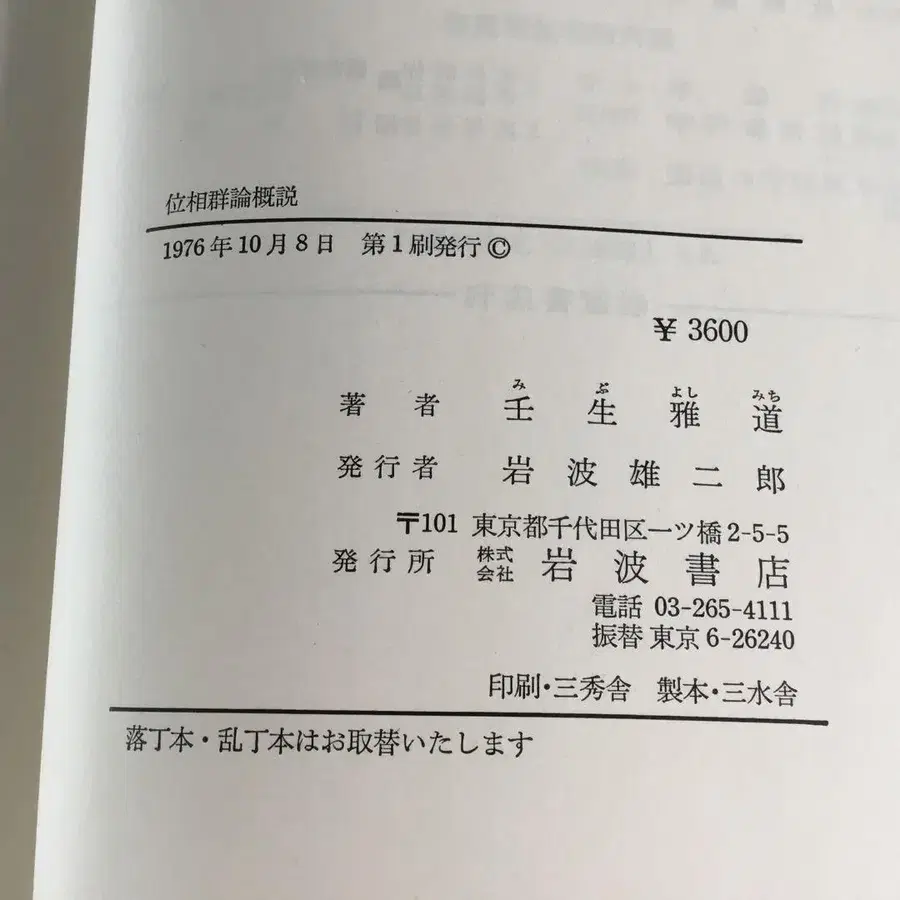 位相群論概説
1976年10月8日 第1刷発行©
¥ 3600
みぶよしみち
著者 壬生雅道
発行者 岩波雄二郎
〒101 東京都千代田区一ツ橋2-5-5
発行所 株式会社 岩波書店
電話 03-265-4111
振替 東京6-26240
印刷・三秀舎 製本・三水舎
落丁本・乱丁本はお取替いたします